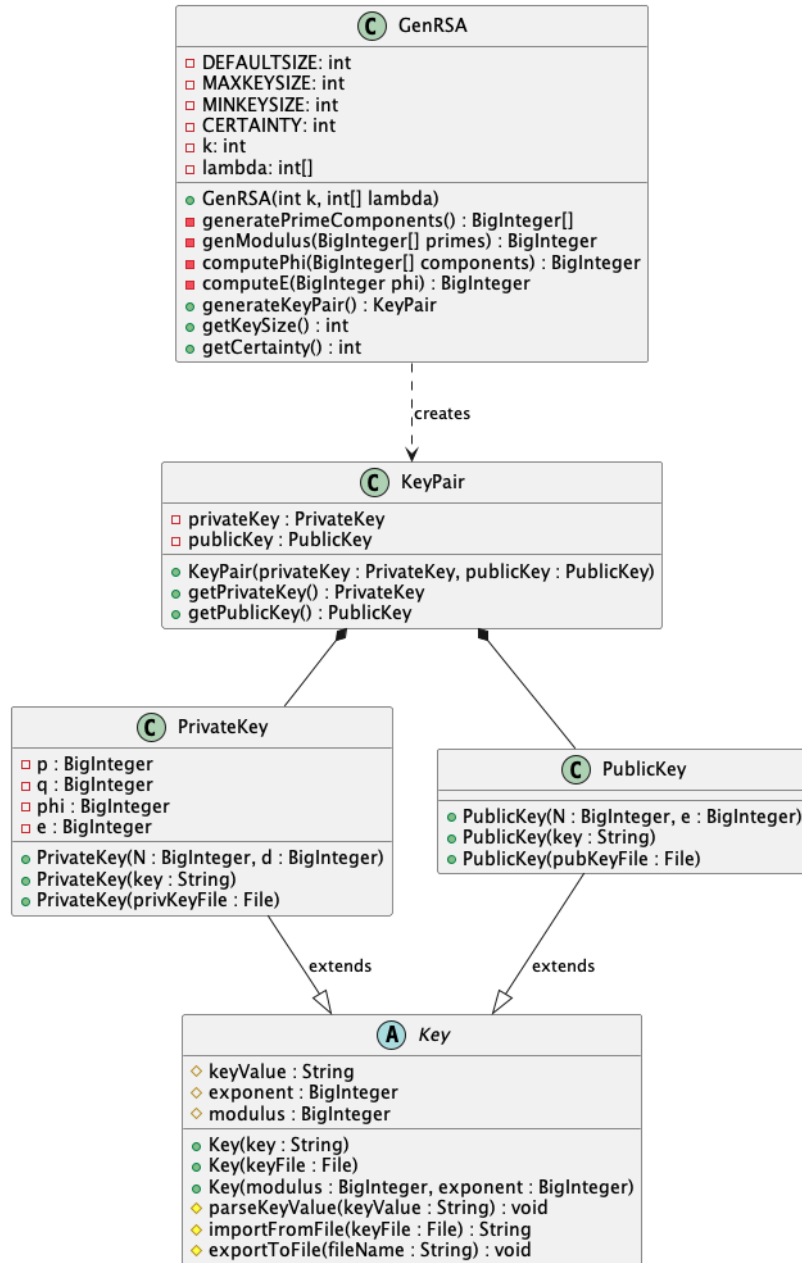 C GenRSA
DEFAULTSIZE: int
MAXKEYSIZE: int
MINKEYSIZE: int
CERTAINTY: int
k: int
lambda: int[]
GenRSA(int k, int[] lambda)
generatePrimeComponents() : BigInteger[]
genModulus(BigInteger[] primes) : BigInteger
computePhi(BigInteger[] components) : BigInteger
computeE(BigInteger phi) : BigInteger
generateKeyPair() : KeyPair
getKeySize() : int
getCertainty() : int
creates
C KeyPair
privateKey : PrivateKey
publicKey : PublicKey
KeyPair(privateKey : PrivateKey, publicKey : PublicKey)
getPrivateKey() : PrivateKey
getPublicKey() : PublicKey
C PrivateKey
p : BigInteger
q : BigInteger
phi : BigInteger
e : BigInteger
PrivateKey(N : BigInteger, d : BigInteger)
PrivateKey(key : String)
PrivateKey(privKeyFile : File)
C PublicKey
PublicKey(N : BigInteger, e : BigInteger)
PublicKey(key : String)
PublicKey(pubKeyFile : File)
extends
extends
A Key
keyValue : String
exponent : BigInteger
modulus : BigInteger
Key(key : String)
Key(keyFile : File)
Key(modulus : BigInteger, exponent : BigInteger)
parseKeyValue(keyValue : String) : void
importFromFile(keyFile : File) : String
exportToFile(fileName : String) : void